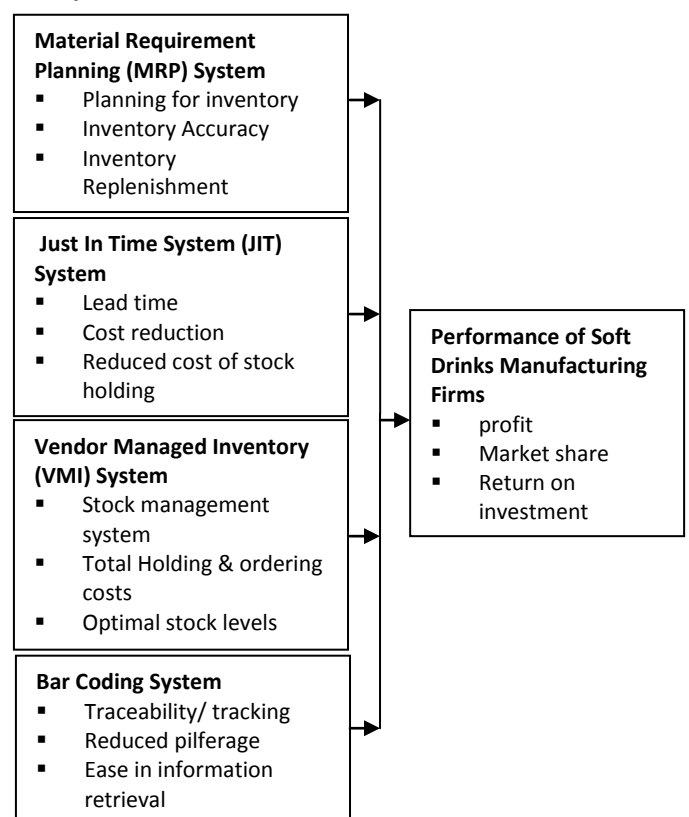 Material Requirement
Planning (MRP) System
▪ Planning for inventory
▪ Inventory Accuracy
▪ Inventory
Replenishment
Just In Time System (JIT)
System
▪ Lead time
▪ Cost reduction
▪ Reduced cost of stock
holding
Vendor Managed Inventory
(VMI) System
▪ Stock management
system
▪ Total Holding & ordering
costs
▪ Optimal stock levels
Bar Coding System
▪ Traceability/ tracking
▪ Reduced pilferage
▪ Ease in information
retrieval
Performance of Soft
Drinks Manufacturing
Firms
▪ profit
▪ Market share
▪ Return on
investment